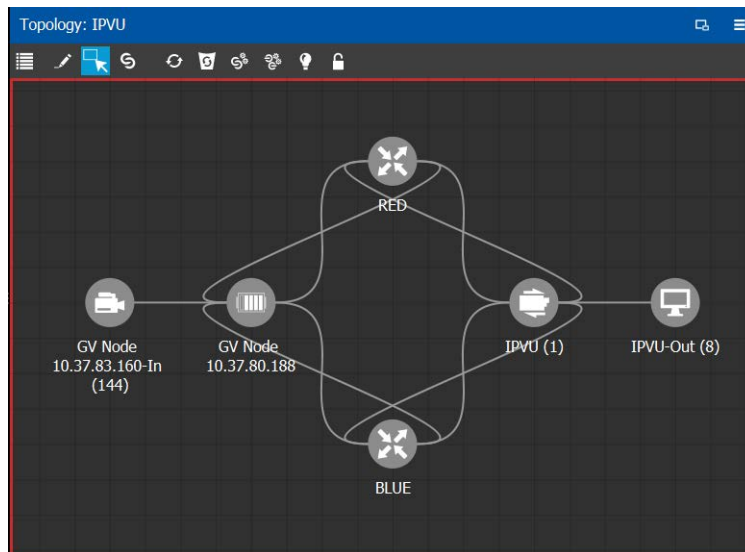 Topology: IPVU
RED
GV Node
10.37.83.160-In
(144)
GV Node
10.37.80.188
IPVU (1)
IPVU-Out (8)
BLUE